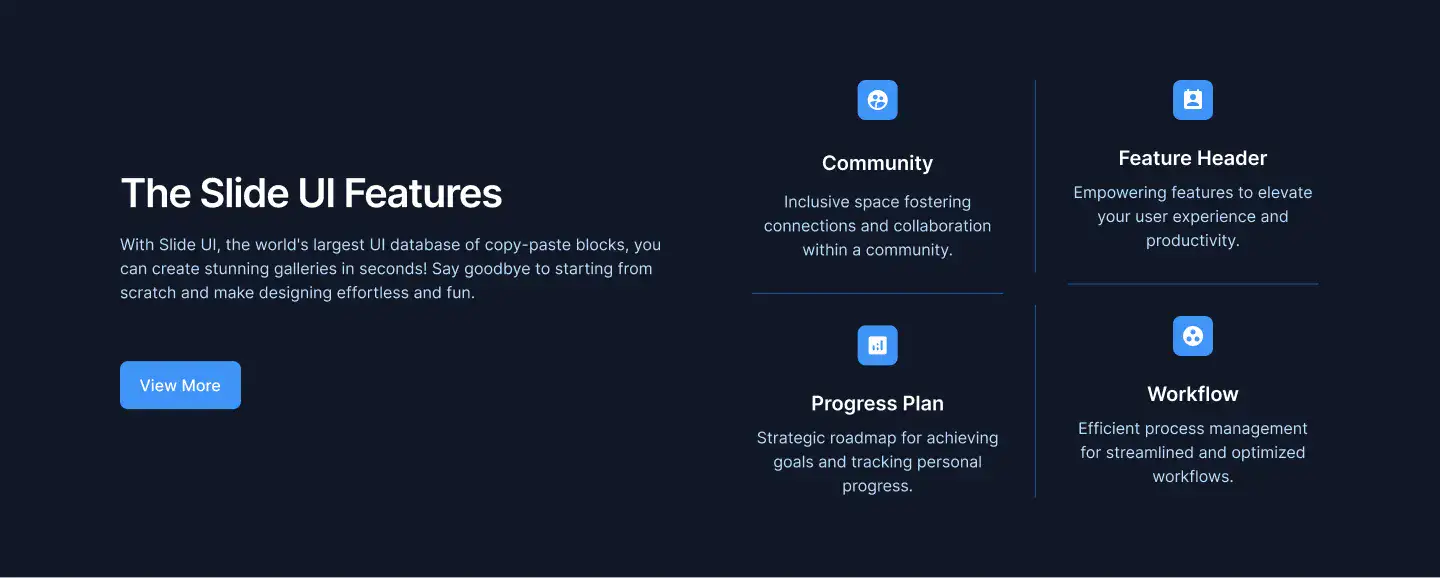 The Slide UI Features
With Slide UI, the world's largest UI database of copy-paste blocks, you
can create stunning galleries in seconds! Say goodbye to starting from
scratch and make designing effortless and fun.
View More
Community
Inclusive space fostering
connections and collaboration
within a community.
Feature Header
Empowering features to elevate
your user experience and
productivity.
Progress Plan
Strategic roadmap for achieving
goals and tracking personal
progress.
Workflow
Efficient process management
for streamlined and optimized
workflows.